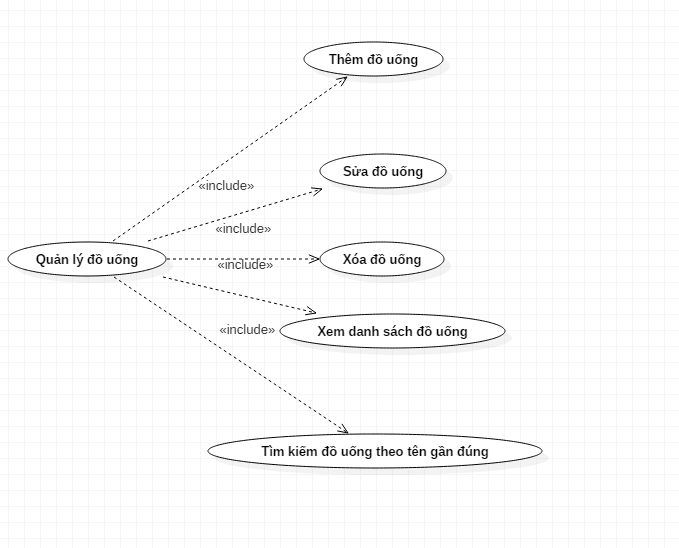 Thêm đồ uống
«include»
Sửa đồ uống
«include»
Quản lý đồ uống
Xóa đồ uống
«include»
Xem danh sách đồ uống
«include»
Tìm kiếm đồ uống theo tên gần đúng